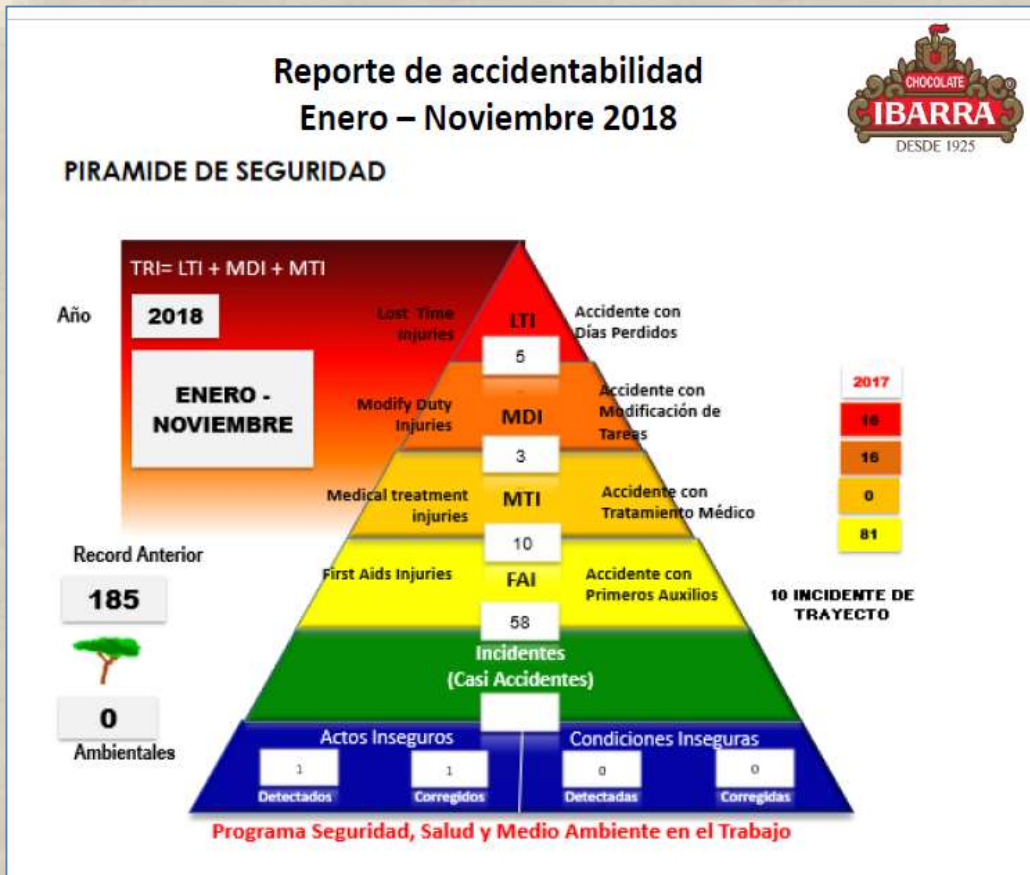 Reporte de accidentabilidad
Enero – Noviembre 2018
CHOCOLATE
IBARRA
DESDE 1925
PIRAMIDE DE SEGURIDAD
TRI= LTI + MDI + MTI
Año
2018
ENERO -
NOVIEMBRE
Lost Time
Injuries
LTI
5
Accidente con
Días Perdidos
Modify Duty
Injuries
MDI
3
Accidente con
Modificación de
Tareas
Medical treatment
injuries
MTI
10
Accidente con
Tratamiento Médico
First Aids Injuries
FAI
58
Accidente con
Primeros Auxilios
2017
16
16
0
81
10 INCIDENTE DE
TRAYECTO
Record Anterior
185
0
Ambientales
Incidentes
(Casi Accidentes)
Actos Inseguros
Condiciones Inseguras
1
1
0
0
Detectados
Corregidos
Detectadas
Corregidas
Programa Seguridad, Salud y Medio Ambiente en el Trabajo